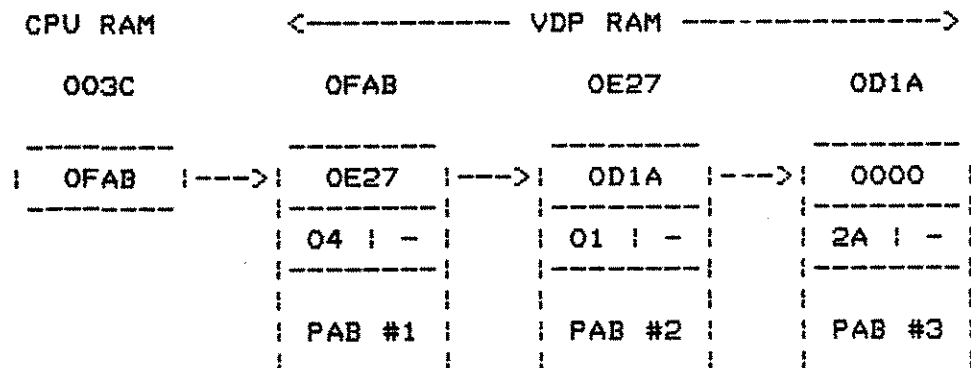 CPU RAM <---------- VDP RAM ---------------->
003C 0FAB 0E27 0D1A
| 0FAB |---->| 0E27 |---->| 0D1A |---->| 0000 |
| 04 | - | | 01 | - | | 2A | - |
| PAB #1 | | PAB #2 | | PAB #3 |